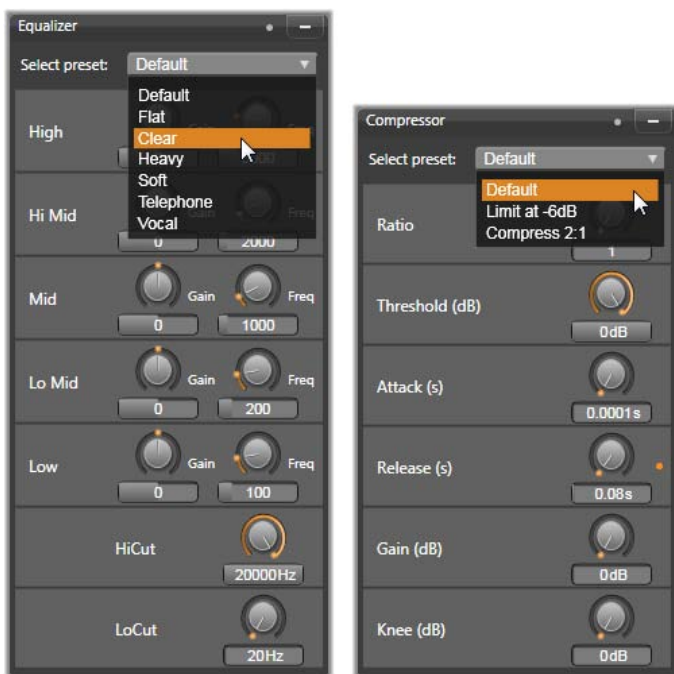 Equalizer
Select preset: Default
Default
Flat
High
Clear
Heavy
Soft
Hi Mid
Telephone
Vocal
Gain Freq
0 2000
Mid
Gain Freq
0 1000
Lo Mid
Gain Freq
0 200
Low
Gain Freq
0 100
HiCut
20000Hz
LoCut
20Hz
Compressor
Select preset: Default
Default
Limit at -6dB
Compress 2:1
Ratio
1
Threshold (dB)
0dB
Attack (s)
0.0001s
Release (s)
0.08s
Gain (dB)
0dB
Knee (dB)
0dB